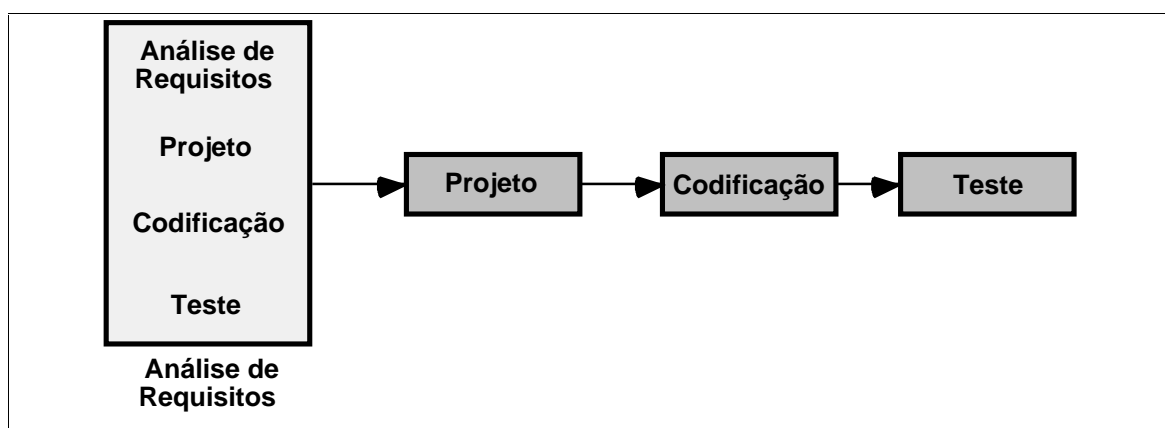 Análise de
Requisitos
Projeto
Codificação
Teste
Projeto
Codificação
Teste
Análise de
Requisitos